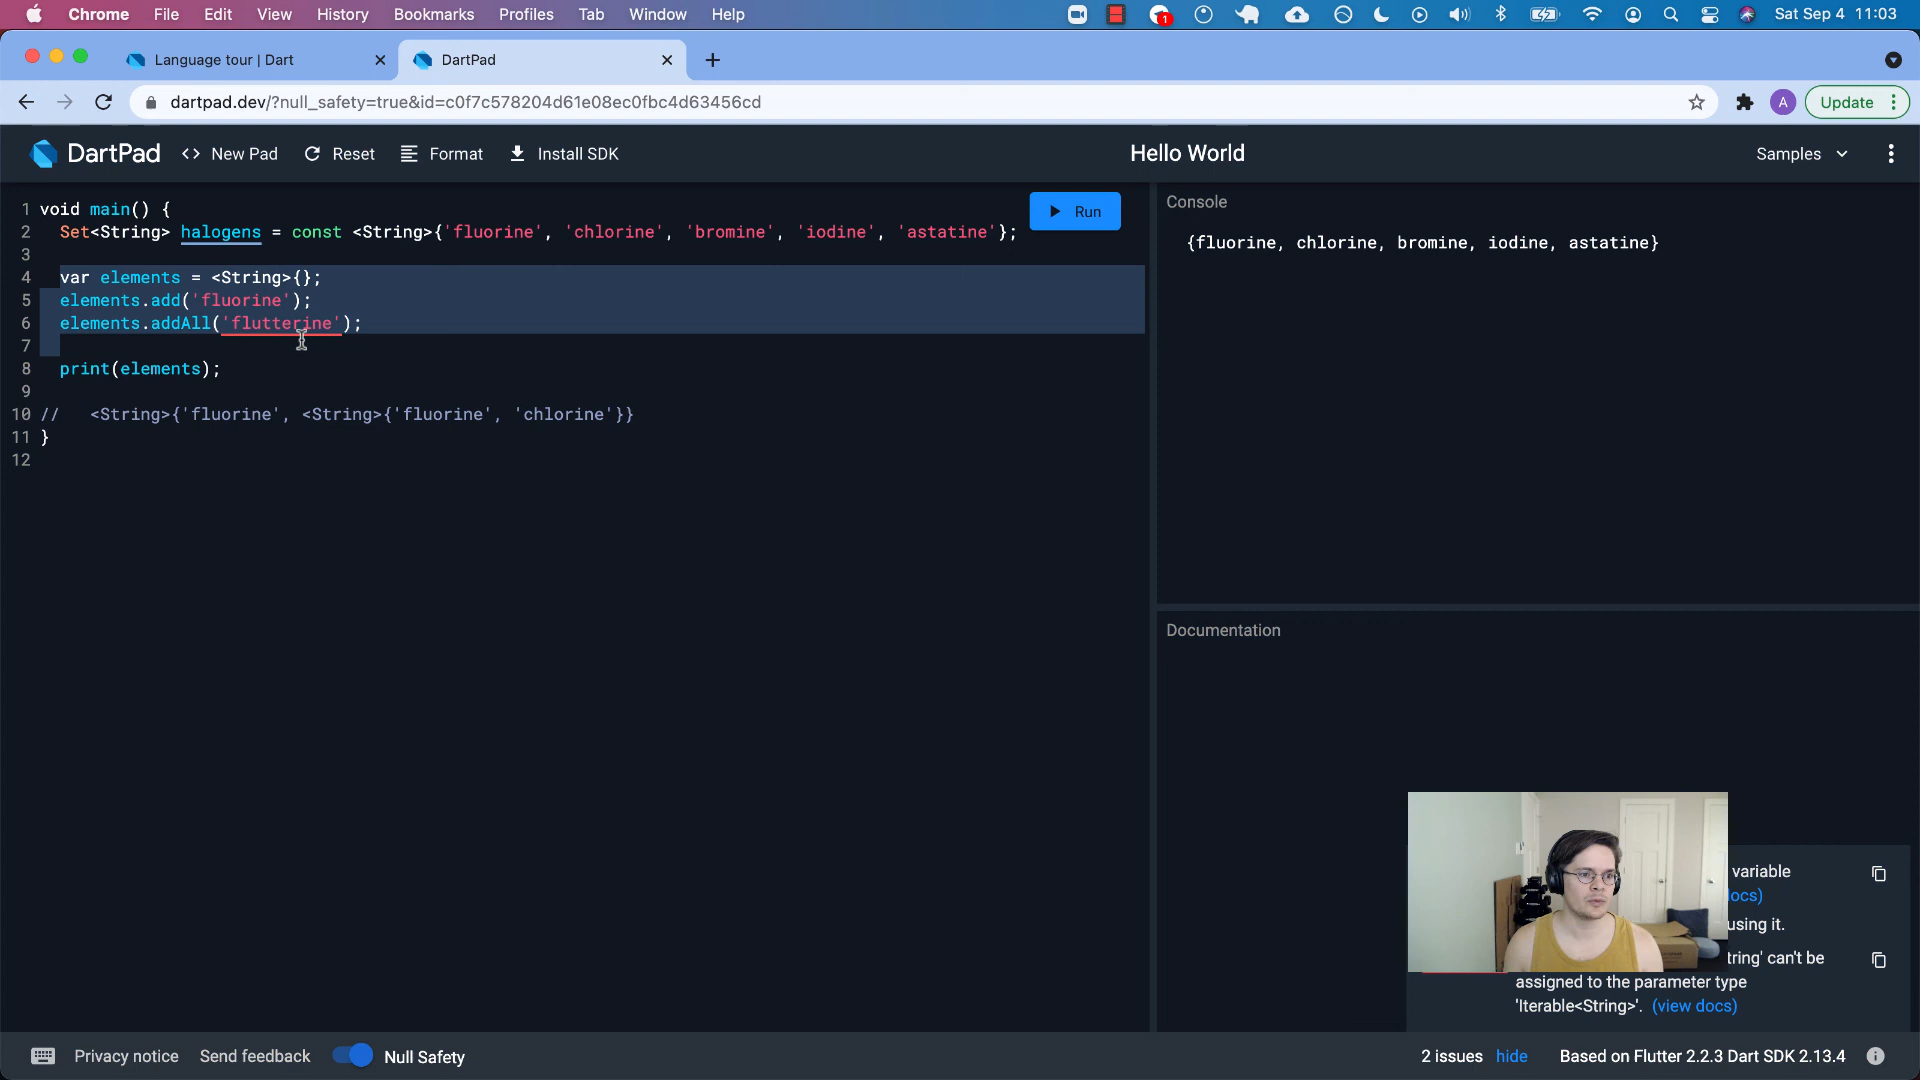 Chrome File Edit View History Bookmarks Profiles Tab Window Help 1 Sat Sep 4 11:03
Language tour | Dart DartPad
dartpad.dev/?null_safety=true&id=c0f7c578204d61e08ec0fbc4d63456cd A Update
DartPad New Pad Reset Format Install SDK Hello World Samples
Run
Console
{fluorine, chlorine, bromine, iodine, astatine}
1 void main() {
2 Set<String> halogens = const <String>{'fluorine', 'chlorine', 'bromine', 'iodine', 'astatine'};
3
4 var elements = <String>{};
5 elements.add('fluorine');
6 elements.addAll('flutterine');
7
8 print(elements);
9
10 // <String>{'fluorine', <String>{'fluorine', 'chlorine'}}
11 }
12
Documentation
variable
docs)
using it.
tring' can't be
assigned to the parameter type
'Iterable<String>'. (view docs)
Privacy notice Send feedback Null Safety 2 issues hide Based on Flutter 2.2.3 Dart SDK 2.13.4